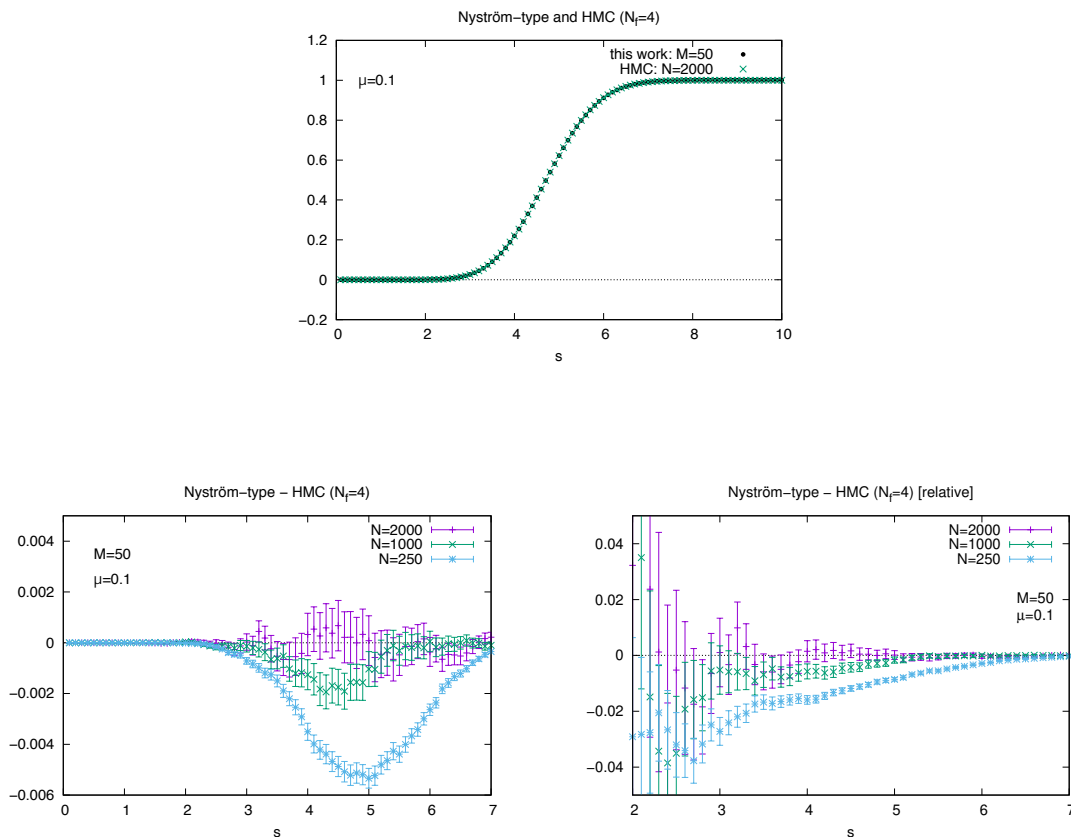 Nyström−type and HMC (N_f=4)
1.2
1
0.8
0.6
0.4
0.2
0
−0.2
this work: M=50
HMC: N=2000
μ=0.1
0 2 4 6 8 10
s
Nyström−type − HMC (N_f=4)
0.004
0.002
0
−0.002
−0.004
−0.006
N=2000
N=1000
N=250
M=50
μ=0.1
0 1 2 3 4 5 6 7
s
Nyström−type − HMC (N_f=4) [relative]
0.04
0.02
0
−0.02
−0.04
N=2000
N=1000
N=250
M=50
μ=0.1
2 3 4 5 6 7
s